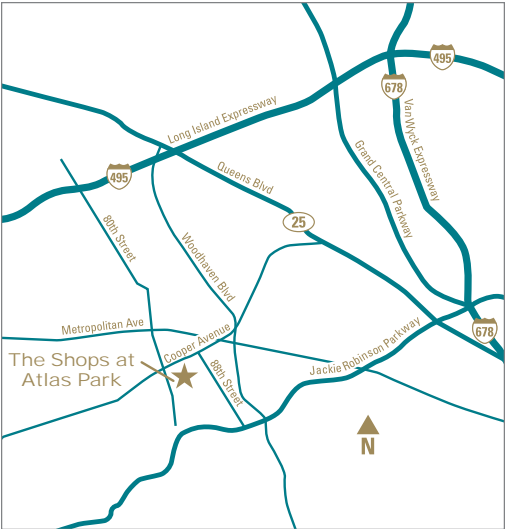 495
678
Long Island Expressway
Van Wyck Expressway
Grand Central Parkway
495
Queens Blvd
25
80th Street
Woodhaven Blvd
Metropolitan Ave
Cooper Avenue
678
Jackie Robinson Parkway
The Shops at
Atlas Park
88th Street
N